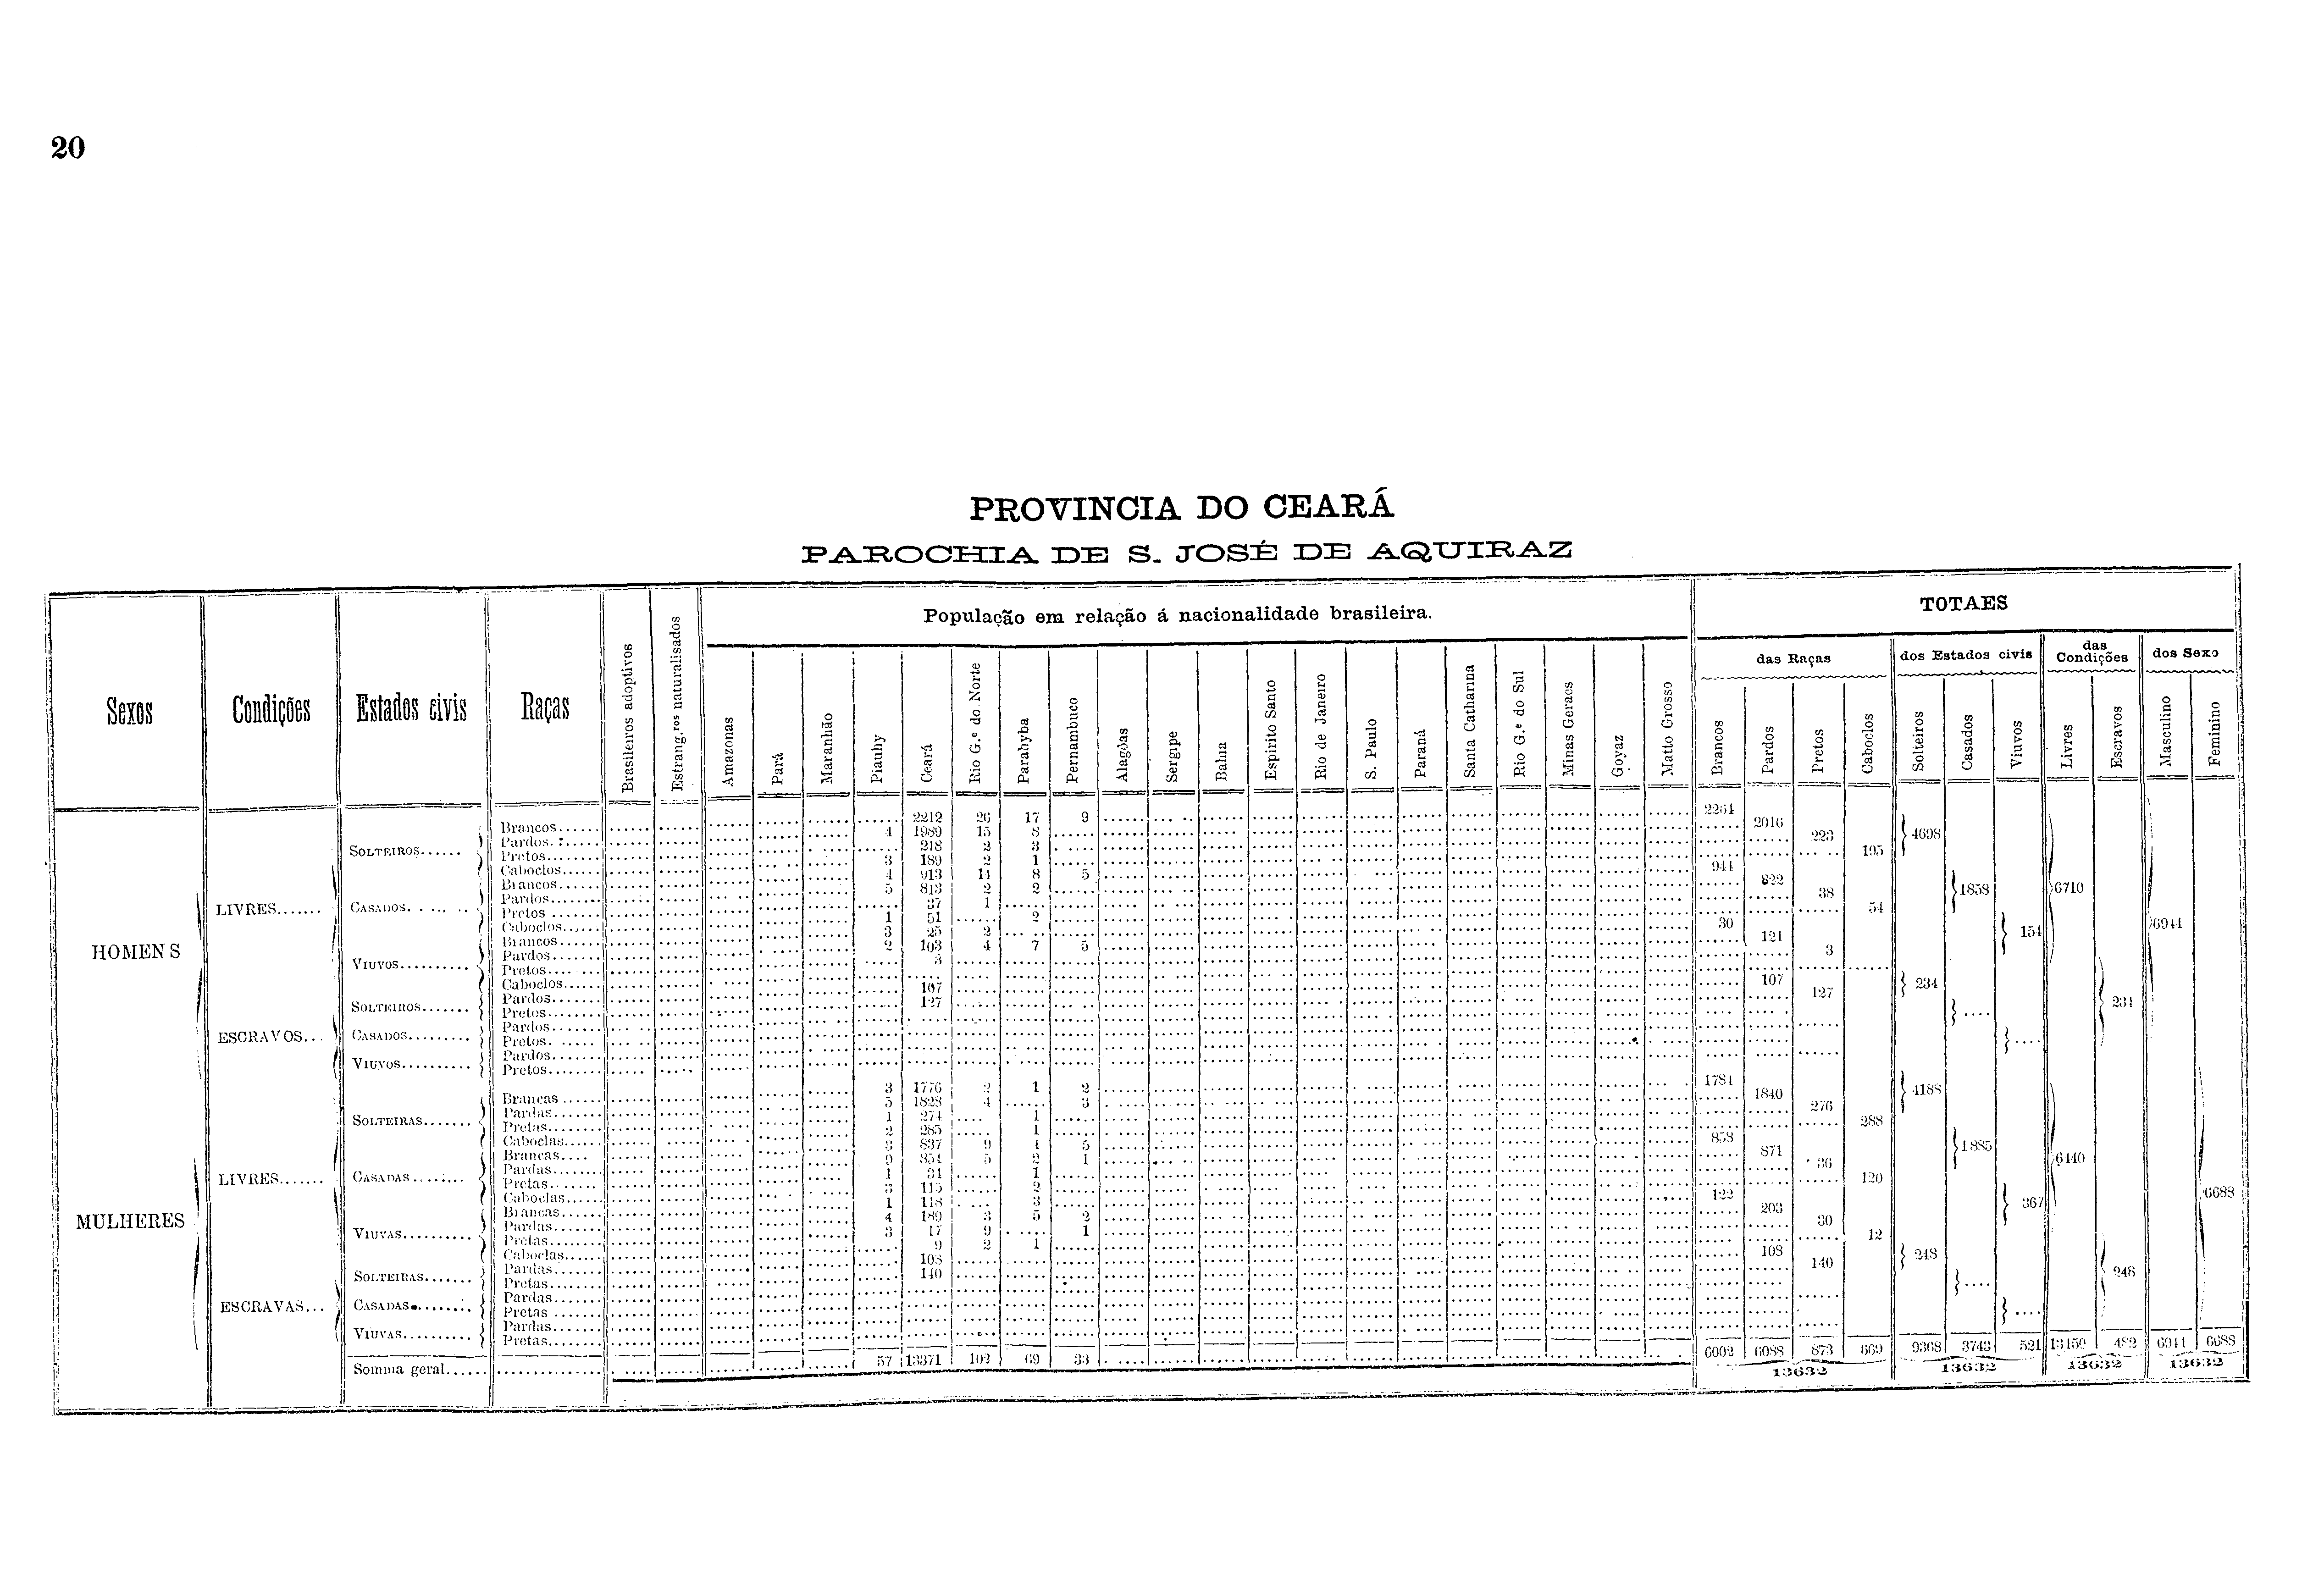 20
PROVINCIA DO CEARÁ
PAROCHIA DE S. JOSÉ DE AQUIRAZ
Sexos Condições Estados civis Raças Brasileiros adoptivos Estrang.ros naturalisados População em relação á nacionalidade brasileira. TOTAES
das Raças dos Estados civis das Condições dos Sexo
Amazonas Pará Maranhão Piauhy Ceará Rio G.e do Norte Parahyba Pernambuco Alagôas Sergipe Bahia Espirito Santo Rio de Janeiro S. Paulo Paraná Santa Catharina Rio G.e do Sul Minas Geraes Goyaz Matto Grosso Brancos Pardos Pretos Caboclos Solteiros Casados Viuvos Livres Escravos Masculino Feminino
HOMENS LIVRES SOLTEIROS Brancos 2212 26 17 9 2264 4698 6710 6944
Pardos 4 1989 15 8 2016
Pretos 218 2 3 223
Caboclos 3 189 2 1 195
CASADOS Brancos 4 913 14 8 5 944 1858
Pardos 5 813 2 2 822
Pretos 37 1 38
Caboclos 1 51 2 54
VIUVOS Brancos 3 25 2 30 154
Pardos 2 103 4 7 5 121
Pretos 3 3
Caboclos
ESCRAVOS SOLTEIROS Pardos 107 107 234 234
Pretos 127 127
CASADOS Pardos
Pretos
VIUVOS Pardos
Pretos
MULHERES LIVRES SOLTEIRAS Brancas 3 1776 2 1 2 1784 4188 6440 6688
Pardas 5 1828 4 3 1840
Pretas 1 274 1 276
Caboclas 2 285 1 288
CASADAS Brancas 3 837 9 4 5 858 1885
Pardas 9 854 5 2 1 871
Pretas 1 34 1 36
Caboclas 3 115 2 120
VIUVAS Brancas 1 118 3 122 367
Pardas 4 189 3 5 2 203
Pretas 3 17 9 1 30
Caboclas 9 2 1 12
ESCRAVAS SOLTEIRAS Pardas 108 108 248 248
Pretas 140 140
CASADAS Pardas
Pretas
VIUVAS Pardas
Pretas
Somma geral 57 13371 102 69 33 6002 6088 873 669 9368 3743 521 13150 482 6944 6688
13632 13632 13632 13632